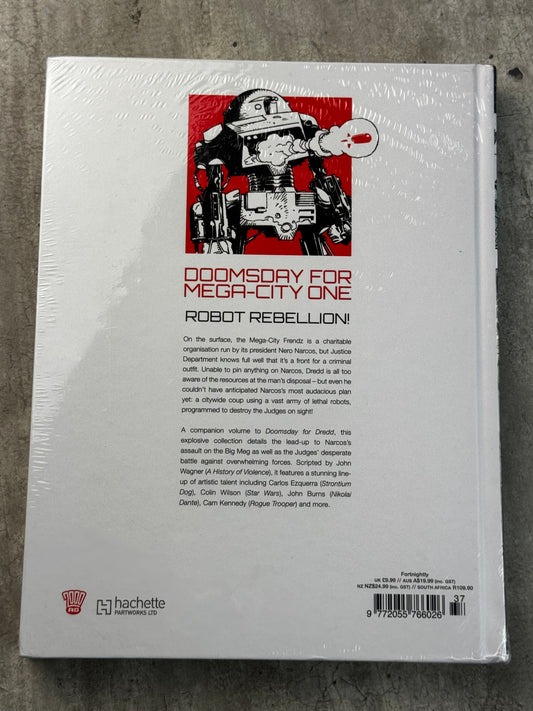 DOOMSDAY FOR
MEGA-CITY ONE
ROBOT REBELLION!
On the surface, the Mega-City Frendz is a charitable
organisation run by its president Nero Narcos, but Justice
Department knows full well that it's a front for a criminal
outfit. Unable to pin anything on Narcos, Dredd is all too
aware of the resources at the man's disposal – but even he
couldn't have anticipated Narcos's most audacious plan
yet: a citywide coup using a vast army of lethal robots,
programmed to destroy the Judges on sight!
A companion volume to Doomsday for Dredd, this
explosive collection details the lead-up to Narcos's
assault on the Big Meg as well as the Judges' desperate
battle against overwhelming forces. Scripted by John
Wagner (A History of Violence), it features a stunning line-
up of artistic talent including Carlos Ezquerra (Strontium
Dog), Colin Wilson (Star Wars), John Burns (Nikolai
Dante), Cam Kennedy (Rogue Trooper) and more.
Fortnightly
UK £9.99 // AUS A$19.99 (inc. GST)
NZ NZ$24.99 (inc. GST) // SOUTH AFRICA R109.90
37
9 772055 766026
2000
AD
hachette
PARTWORKS LTD